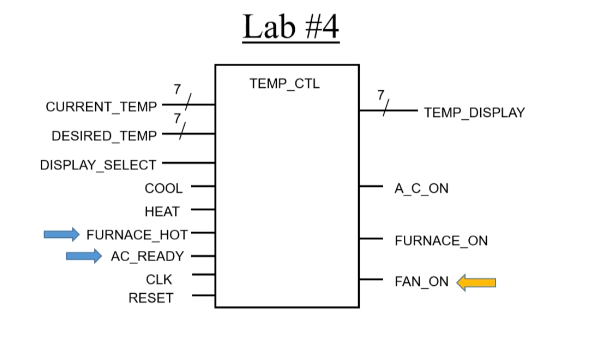 Lab #4
TEMP_CTL
7
CURRENT_TEMP
7
DESIRED_TEMP
DISPLAY_SELECT
COOL
HEAT
FURNACE_HOT
AC_READY
CLK
RESET
7
TEMP_DISPLAY
A_C_ON
FURNACE_ON
FAN_ON